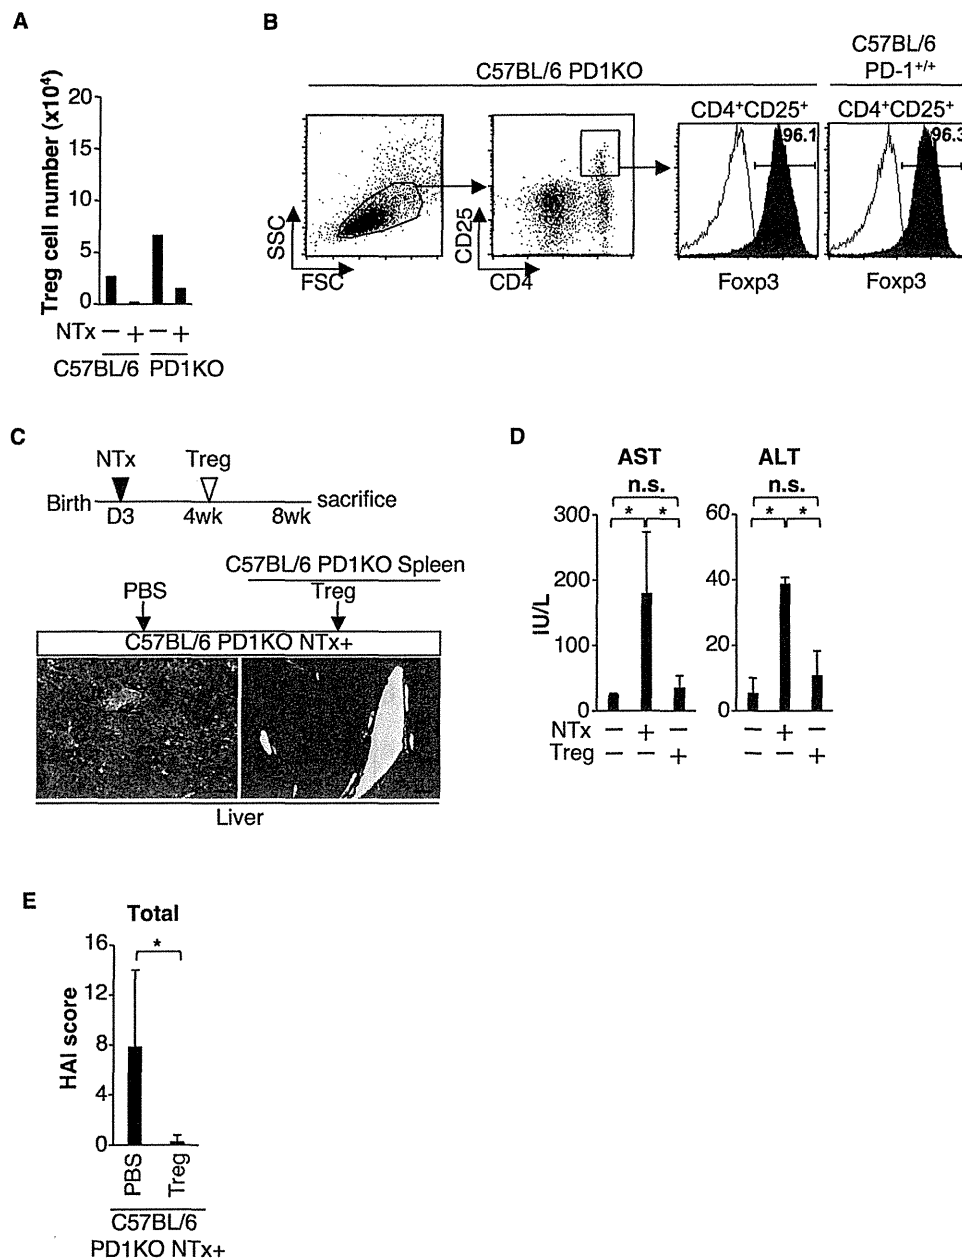 A
Treg cell number (x10⁴)
20
15
10
5
0
NTx − + − +
C57BL/6 PD1KO
B
C57BL/6 PD1KO
C57BL/6
PD-1+/+
CD4+CD25+
CD4+CD25+
96.1
96.3
SSC
FSC
CD25
CD4
Foxp3
Foxp3
C
NTx Treg
Birth
D3 4wk 8wk
sacrifice
C57BL/6 PD1KO Spleen
PBS Treg
C57BL/6 PD1KO NTx+
Liver
D
AST
n.s.
* *
300
200
100
0
IU/L
ALT
n.s.
* *
60
40
20
0
NTx − + − − + −
Treg − − + − − +
E
Total
*
HAI score
16
12
8
4
0
PBS
Treg
C57BL/6
PD1KO NTx+